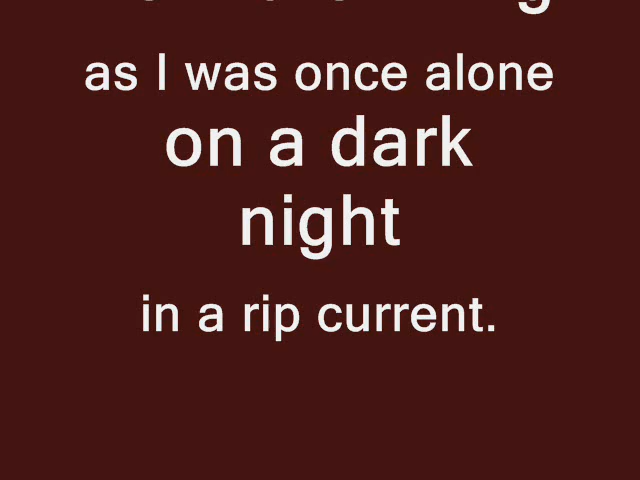 as I was once alone
on a dark
night
in a rip current.